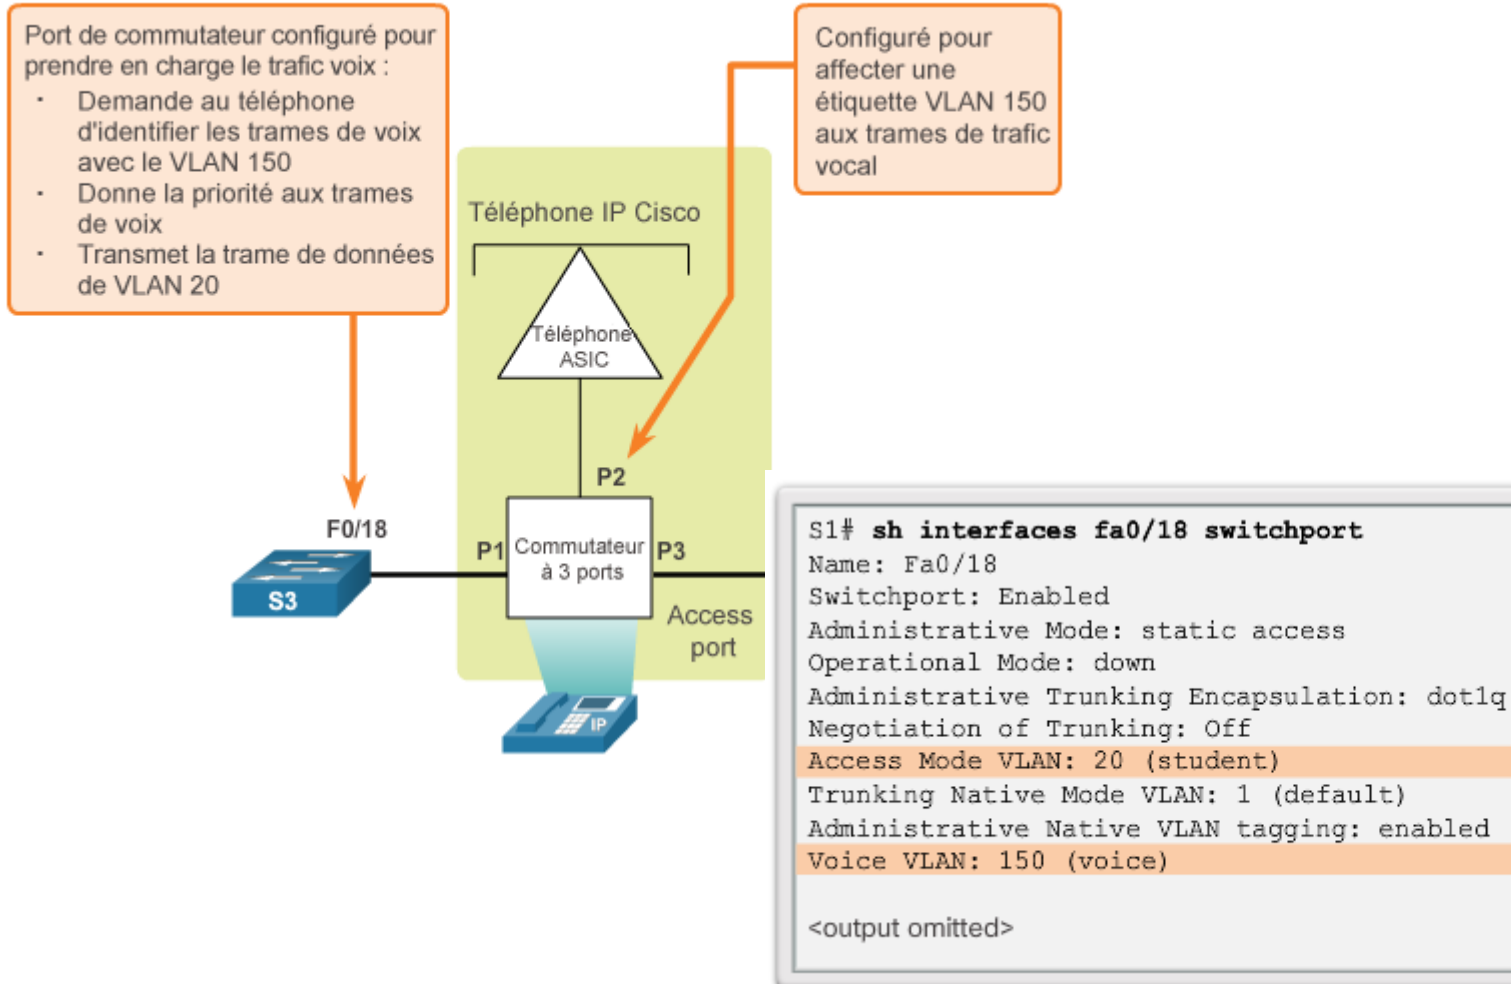 Port de commutateur configuré pour
prendre en charge le trafic voix :
· Demande au téléphone
d'identifier les trames de voix
avec le VLAN 150
· Donne la priorité aux trames
de voix
· Transmet la trame de données
de VLAN 20
Configuré pour
affecter une
étiquette VLAN 150
aux trames de trafic
vocal
Téléphone IP Cisco
Téléphone
ASIC
P2
F0/18
P1
Commutateur
à 3 ports
P3
S3
Access
port
IP
S1# sh interfaces fa0/18 switchport
Name: Fa0/18
Switchport: Enabled
Administrative Mode: static access
Operational Mode: down
Administrative Trunking Encapsulation: dot1q
Negotiation of Trunking: Off
Access Mode VLAN: 20 (student)
Trunking Native Mode VLAN: 1 (default)
Administrative Native VLAN tagging: enabled
Voice VLAN: 150 (voice)
<output omitted>